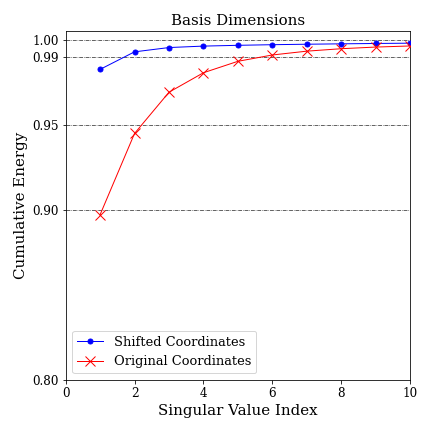 Basis Dimensions
1.00
0.99
0.95
0.90
0.80
Cumulative Energy
Shifted Coordinates
Original Coordinates
0 2 4 6 8 10
Singular Value Index